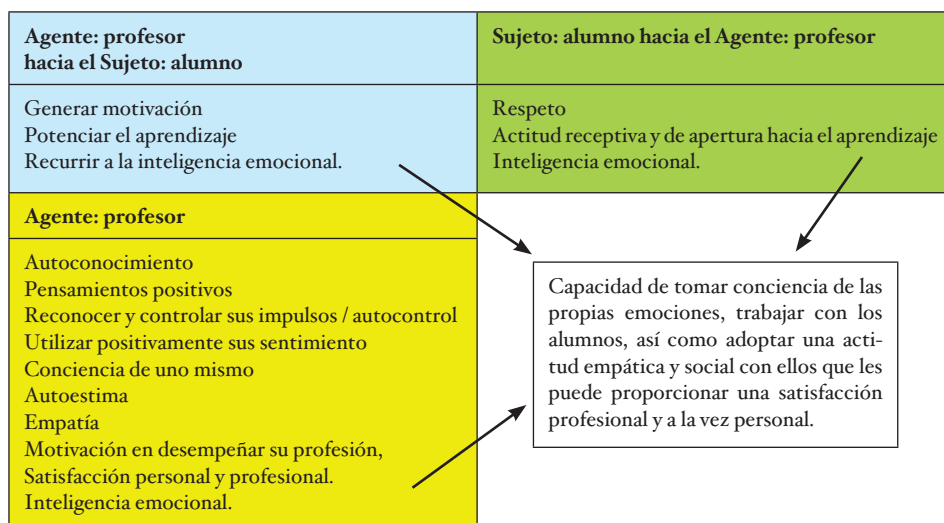 Agente: profesor
hacia el Sujeto: alumno
Generar motivación
Potenciar el aprendizaje
Recurrir a la inteligencia emocional.
Sujeto: alumno hacia el Agente: profesor
Respeto
Actitud receptiva y de apertura hacia el aprendizaje
Inteligencia emocional.
Agente: profesor
Autoconocimiento
Pensamientos positivos
Reconocer y controlar sus impulsos / autocontrol
Utilizar positivamente sus sentimiento
Conciencia de uno mismo
Autoestima
Empatía
Motivación en desempeñar su profesión,
Satisfacción personal y profesional.
Inteligencia emocional.
Capacidad de tomar conciencia de las
propias emociones, trabajar con los
alumnos, así como adoptar una acti-
tud empática y social con ellos que les
puede proporcionar una satisfacción
profesional y a la vez personal.